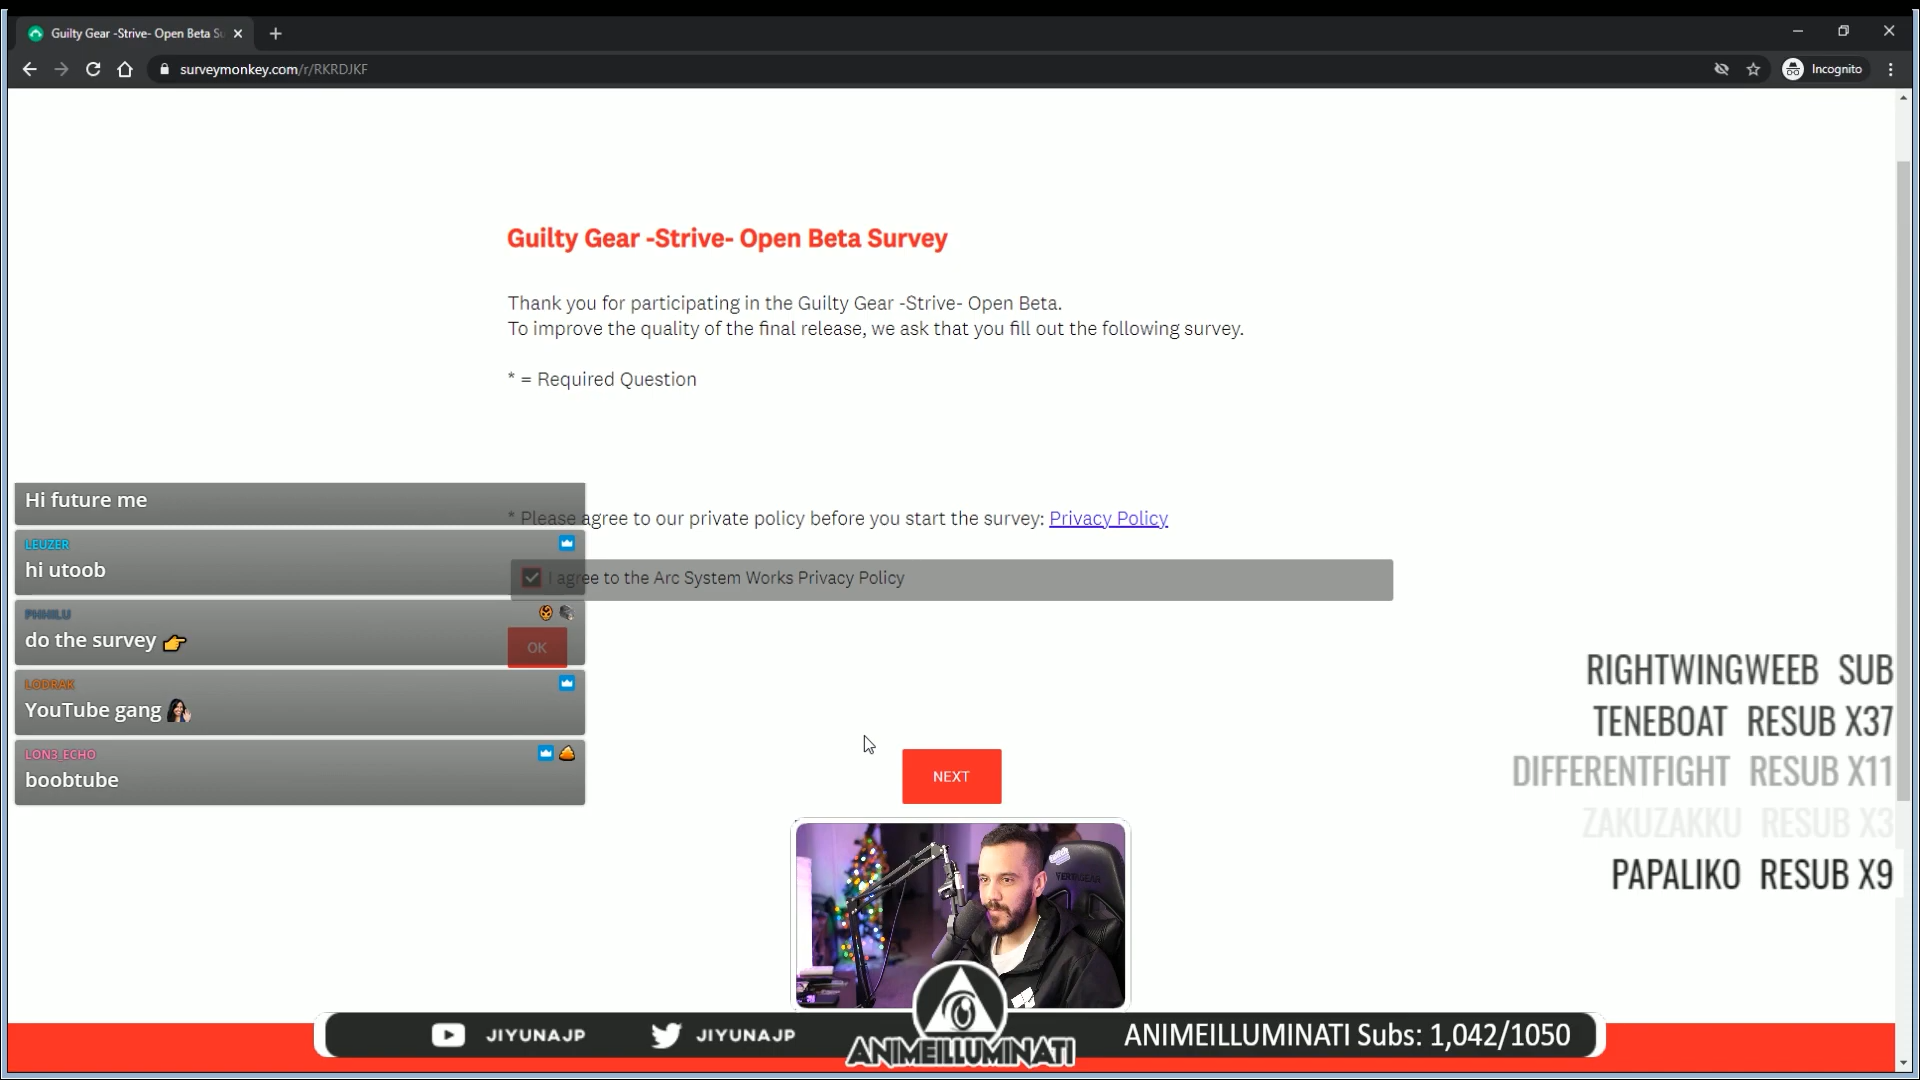 Guilty Gear -Strive- Open Beta Su
surveymonkey.com/r/RKRDJKF
Incognito
Guilty Gear -Strive- Open Beta Survey
Thank you for participating in the Guilty Gear -Strive- Open Beta.
To improve the quality of the final release, we ask that you fill out the following survey.
* = Required Question
* Please agree to our private policy before you start the survey: Privacy Policy
I agree to the Arc System Works Privacy Policy
OK
NEXT
Hi future me
LEUZER
hi utoob
PHHILU
do the survey 👉
LODRAK
YouTube gang
LON3_ECHO
boobtube
RIGHTWINGWEEB SUB
TENEBOAT RESUB X37
DIFFERENTFIGHT RESUB X11
ZAKUZAKKU RESUB X3
PAPALIKO RESUB X9
VERTAGEAR
JIYUNAJP
JIYUNAJP
ANIMEILLUMINATI
ANIMEILLUMINATI Subs: 1,042/1050